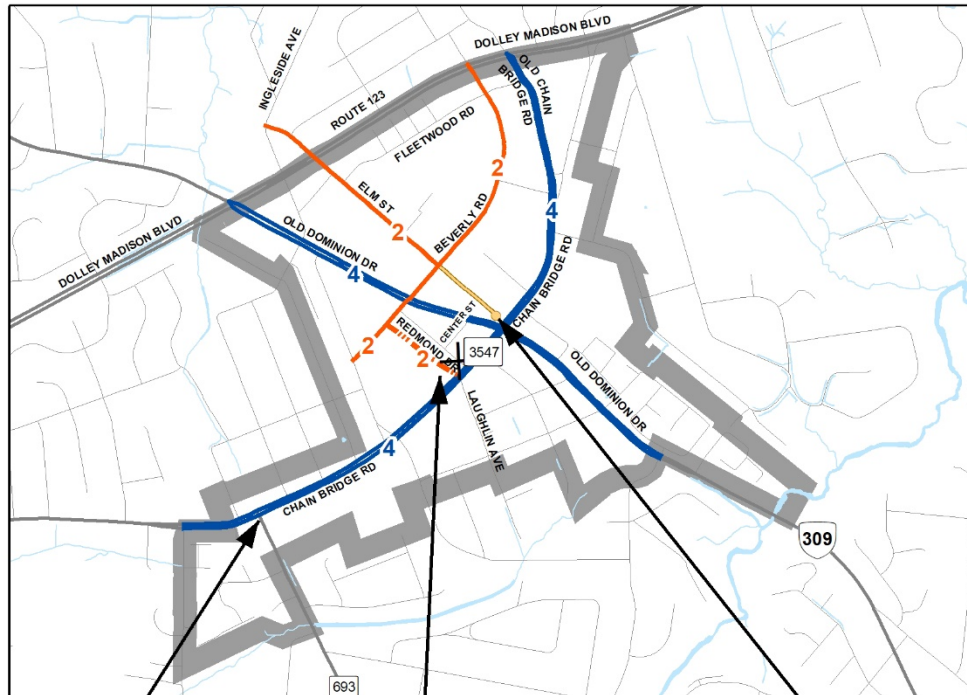 DOLLEY MADISON BLVD
INGLESIDE AVE
OLD CHAIN
BRIDGE RD
ROUTE 123
FLEETWOOD RD
2
ELM ST
BEVERLY RD
4
2
OLD DOMINION DR
DOLLEY MADISON BLVD
4
CHAIN BRIDGE RD
CENTER ST
REDMOND DR
2
2
3547
OLD DOMINION DR
LAUGHLIN AVE
4
CHAIN BRIDGE RD
309
693